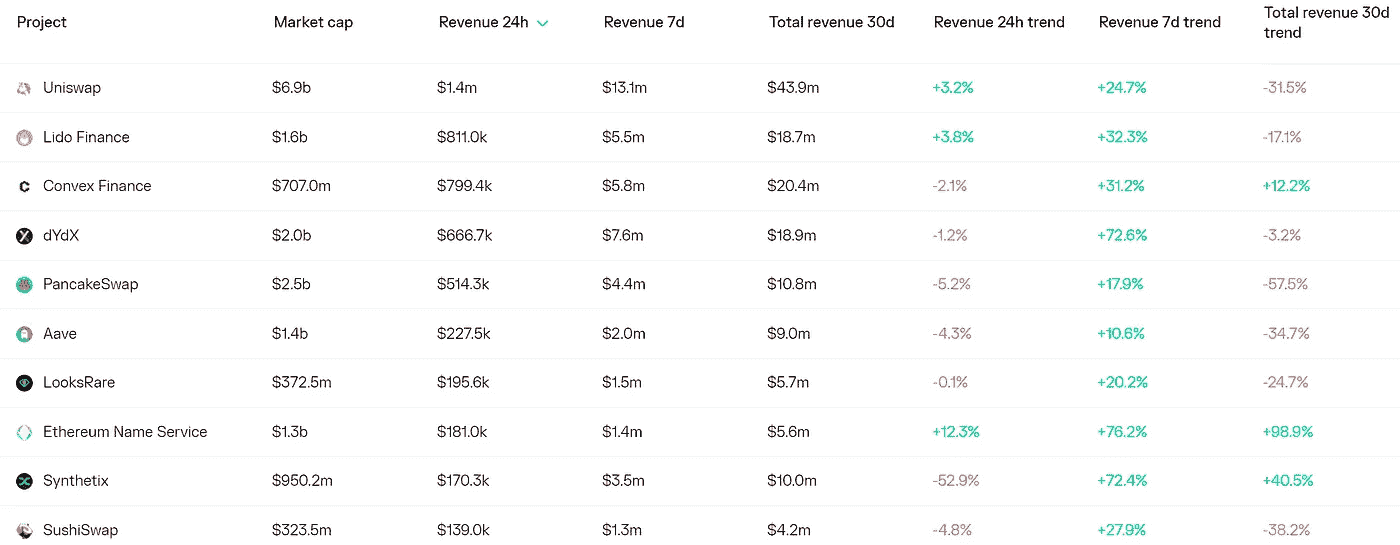 Project Market cap Revenue 24h Revenue 7d Total revenue 30d Revenue 24h trend Revenue 7d trend Total revenue 30d trend
Uniswap $6.9b $1.4m $13.1m $43.9m +3.2% +24.7% -31.5%
Lido Finance $1.6b $811.0k $5.5m $18.7m +3.8% +32.3% -17.1%
Convex Finance $707.0m $799.4k $5.8m $20.4m -2.1% +31.2% +12.2%
dYdX $2.0b $666.7k $7.6m $18.9m -1.2% +72.6% -3.2%
PancakeSwap $2.5b $514.3k $4.4m $10.8m -5.2% +17.9% -57.5%
Aave $1.4b $227.5k $2.0m $9.0m -4.3% +10.6% -34.7%
LooksRare $372.5m $195.6k $1.5m $5.7m -0.1% +20.2% -24.7%
Ethereum Name Service $1.3b $181.0k $1.4m $5.6m +12.3% +76.2% +98.9%
Synthetix $950.2m $170.3k $3.5m $10.0m -52.9% +72.4% +40.5%
SushiSwap $323.5m $139.0k $1.3m $4.2m -4.8% +27.9% -38.2%